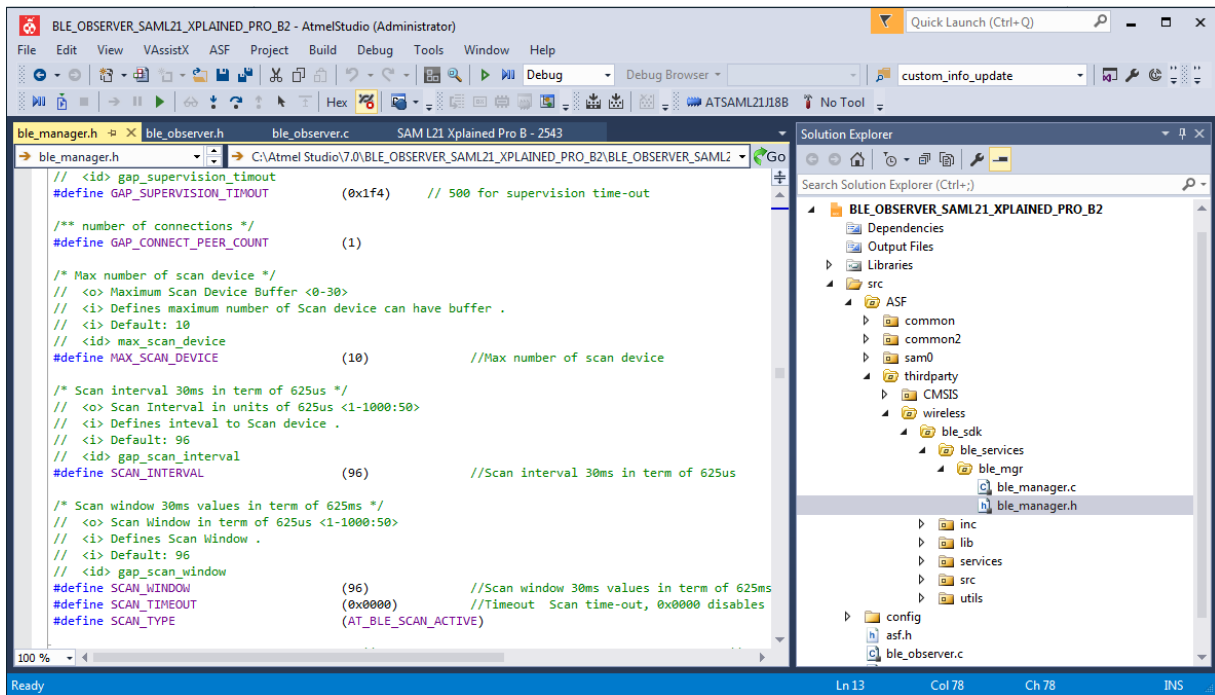 BLE_OBSERVER_SAML21_XPLAINED_PRO_B2 - AtmelStudio (Administrator)
Quick Launch (Ctrl+Q)
File Edit View VAssistX ASF Project Build Debug Tools Window Help
Debug Debug Browser custom_info_update
Hex ATSAML21J18B No Tool
ble_manager.h ble_observer.h ble_observer.c SAM L21 Xplained Pro B - 2543
ble_manager.h C:\Atmel Studio\7.0\BLE_OBSERVER_SAML21_XPLAINED_PRO_B2\BLE_OBSERVER_SAML2 Go
// <id> gap_supervision_timout
#define GAP_SUPERVISION_TIMOUT (0x1f4) // 500 for supervision time-out
/** number of connections */
#define GAP_CONNECT_PEER_COUNT (1)
/* Max number of scan device */
// <o> Maximum Scan Device Buffer <0-30>
// <i> Defines maximum number of Scan device can have buffer .
// <i> Default: 10
// <id> max_scan_device
#define MAX_SCAN_DEVICE (10) //Max number of scan device
/* Scan interval 30ms in term of 625us */
// <o> Scan Interval in units of 625us <1-1000:50>
// <i> Defines inteval to Scan device .
// <i> Default: 96
// <id> gap_scan_interval
#define SCAN_INTERVAL (96) //Scan interval 30ms in term of 625us
/* Scan window 30ms values in term of 625ms */
// <o> Scan Window in term of 625us <1-1000:50>
// <i> Defines Scan Window .
// <i> Default: 96
// <id> gap_scan_window
#define SCAN_WINDOW (96) //Scan window 30ms values in term of 625ms
#define SCAN_TIMEOUT (0x0000) //Timeout Scan time-out, 0x0000 disables
#define SCAN_TYPE (AT_BLE_SCAN_ACTIVE)
100 %
Solution Explorer
Search Solution Explorer (Ctrl+;)
BLE_OBSERVER_SAML21_XPLAINED_PRO_B2
Dependencies
Output Files
Libraries
src
ASF
common
common2
sam0
thirdparty
CMSIS
wireless
ble_sdk
ble_services
ble_mgr
ble_manager.c
ble_manager.h
inc
lib
services
src
utils
config
asf.h
ble_observer.c
Ready Ln 13 Col 78 Ch 78 INS